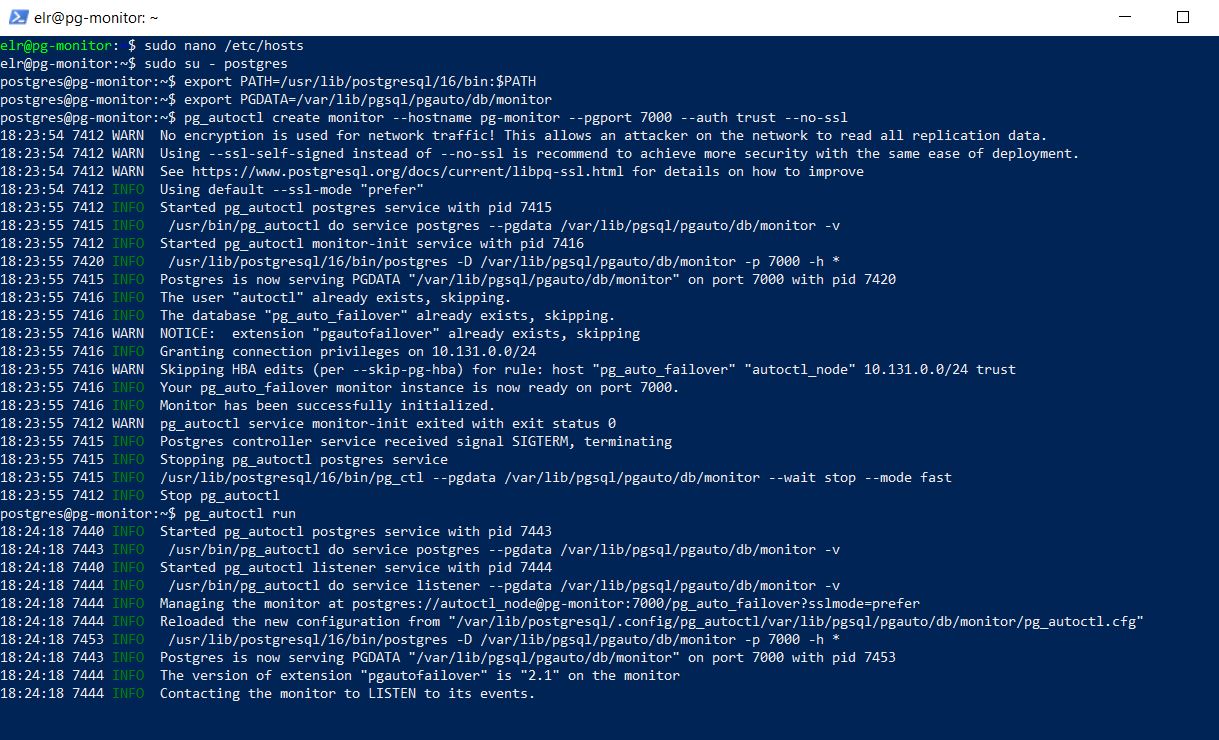 elr@pg-monitor: ~
elr@pg-monitor: $ sudo nano /etc/hosts
elr@pg-monitor:~$ sudo su - postgres
postgres@pg-monitor:~$ export PATH=/usr/lib/postgresql/16/bin:$PATH
postgres@pg-monitor:~$ export PGDATA=/var/lib/pgsql/pgauto/db/monitor
postgres@pg-monitor:~$ pg_autoctl create monitor --hostname pg-monitor --pgport 7000 --auth trust --no-ssl
18:23:54 7412 WARN  No encryption is used for network traffic! This allows an attacker on the network to read all replication data.
18:23:54 7412 WARN  Using --ssl-self-signed instead of --no-ssl is recommend to achieve more security with the same ease of deployment.
18:23:54 7412 WARN  See https://www.postgresql.org/docs/current/libpq-ssl.html for details on how to improve
18:23:54 7412 INFO  Using default --ssl-mode "prefer"
18:23:55 7412 INFO  Started pg_autoctl postgres service with pid 7415
18:23:55 7415 INFO   /usr/bin/pg_autoctl do service postgres --pgdata /var/lib/pgsql/pgauto/db/monitor -v
18:23:55 7412 INFO  Started pg_autoctl monitor-init service with pid 7416
18:23:55 7420 INFO   /usr/lib/postgresql/16/bin/postgres -D /var/lib/pgsql/pgauto/db/monitor -p 7000 -h *
18:23:55 7415 INFO  Postgres is now serving PGDATA "/var/lib/pgsql/pgauto/db/monitor" on port 7000 with pid 7420
18:23:55 7416 INFO  The user "autoctl" already exists, skipping.
18:23:55 7416 INFO  The database "pg_auto_failover" already exists, skipping.
18:23:55 7416 WARN  NOTICE:  extension "pgautofailover" already exists, skipping
18:23:55 7416 INFO  Granting connection privileges on 10.131.0.0/24
18:23:55 7416 WARN  Skipping HBA edits (per --skip-pg-hba) for rule: host "pg_auto_failover" "autoctl_node" 10.131.0.0/24 trust
18:23:55 7416 INFO  Your pg_auto_failover monitor instance is now ready on port 7000.
18:23:55 7416 INFO  Monitor has been successfully initialized.
18:23:55 7412 WARN  pg_autoctl service monitor-init exited with exit status 0
18:23:55 7415 INFO  Postgres controller service received signal SIGTERM, terminating
18:23:55 7415 INFO  Stopping pg_autoctl postgres service
18:23:55 7415 INFO  /usr/lib/postgresql/16/bin/pg_ctl --pgdata /var/lib/pgsql/pgauto/db/monitor --wait stop --mode fast
18:23:55 7412 INFO  Stop pg_autoctl
postgres@pg-monitor:~$ pg_autoctl run
18:24:18 7440 INFO  Started pg_autoctl postgres service with pid 7443
18:24:18 7443 INFO   /usr/bin/pg_autoctl do service postgres --pgdata /var/lib/pgsql/pgauto/db/monitor -v
18:24:18 7440 INFO  Started pg_autoctl listener service with pid 7444
18:24:18 7444 INFO   /usr/bin/pg_autoctl do service listener --pgdata /var/lib/pgsql/pgauto/db/monitor -v
18:24:18 7444 INFO  Managing the monitor at postgres://autoctl_node@pg-monitor:7000/pg_auto_failover?sslmode=prefer
18:24:18 7444 INFO  Reloaded the new configuration from "/var/lib/postgresql/.config/pg_autoctl/var/lib/pgsql/pgauto/db/monitor/pg_autoctl.cfg"
18:24:18 7453 INFO   /usr/lib/postgresql/16/bin/postgres -D /var/lib/pgsql/pgauto/db/monitor -p 7000 -h *
18:24:18 7443 INFO  Postgres is now serving PGDATA "/var/lib/pgsql/pgauto/db/monitor" on port 7000 with pid 7453
18:24:18 7444 INFO  The version of extension "pgautofailover" is "2.1" on the monitor
18:24:18 7444 INFO  Contacting the monitor to LISTEN to its events.